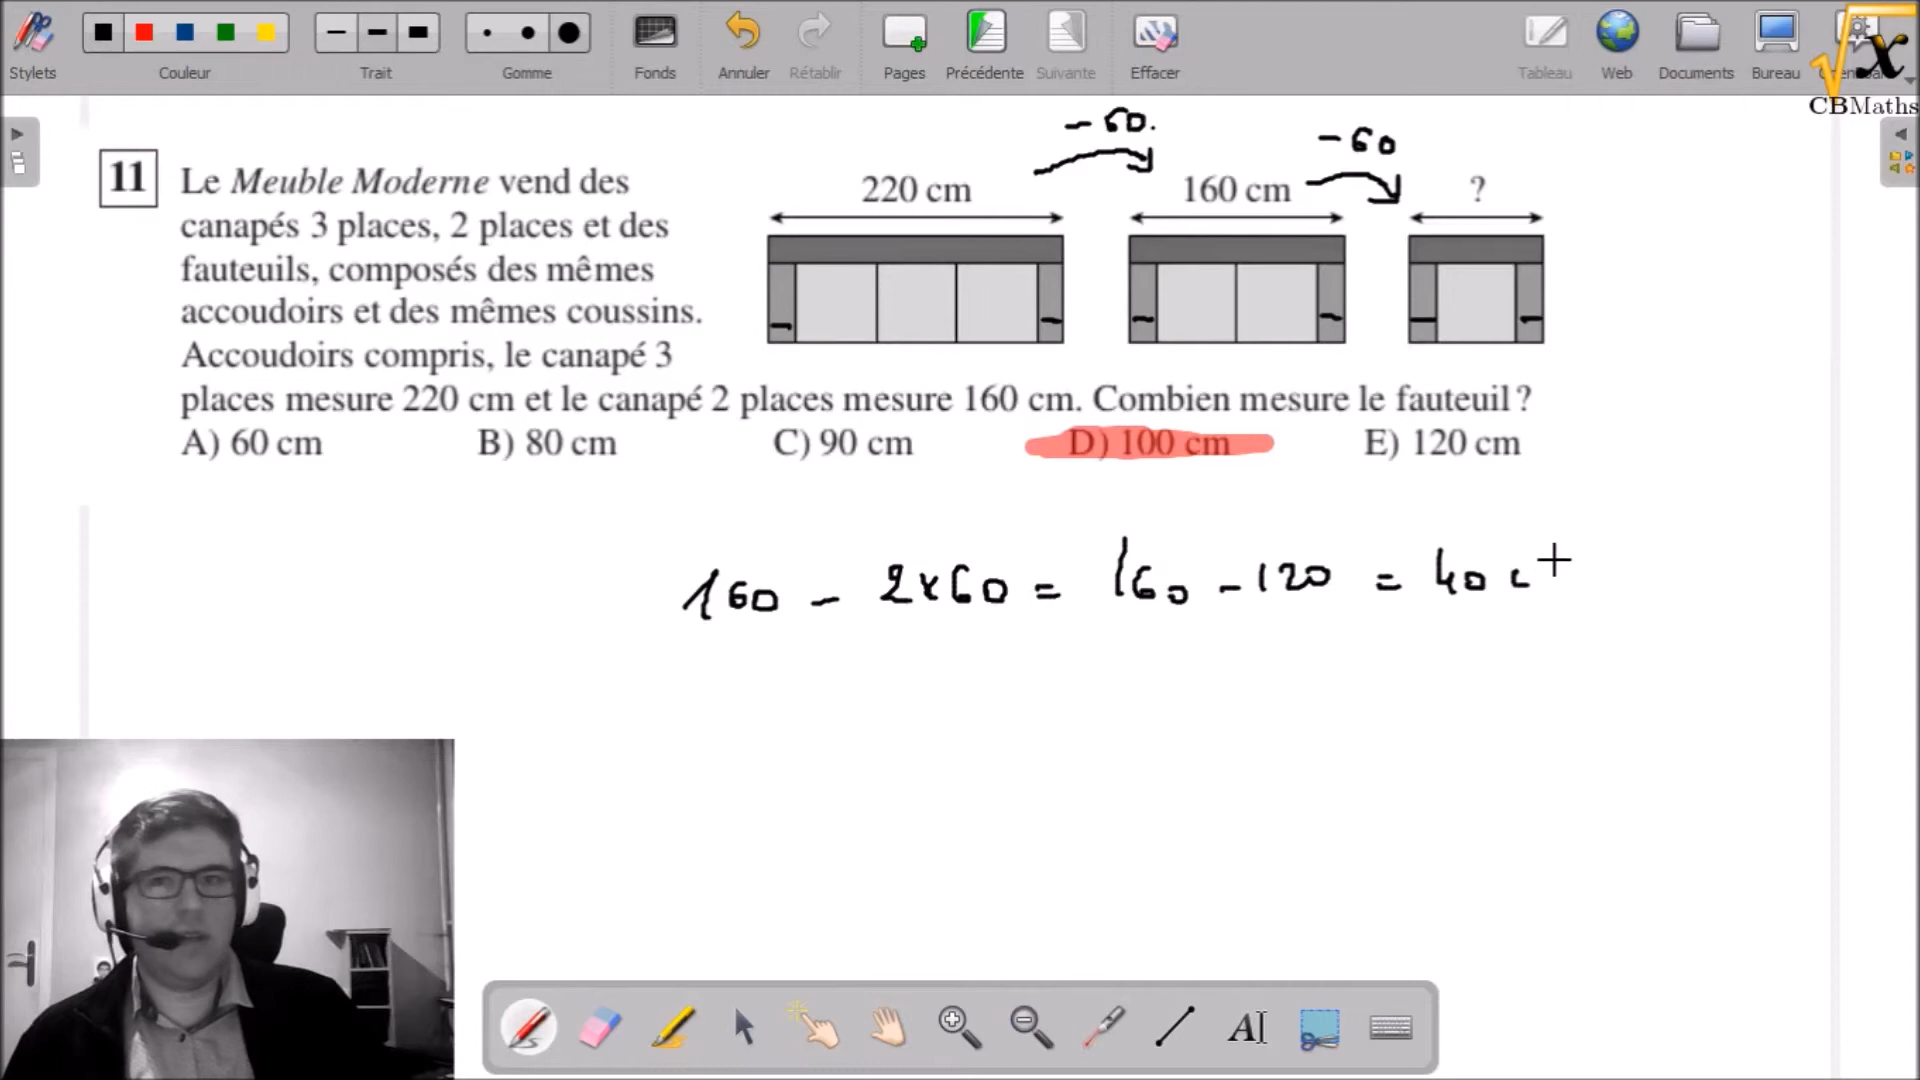 Stylets
Couleur
Trait
Gomme
Fonds
Annuler
Rétablir
Pages
Précédente
Suivante
Effacer
Tableau
Web
Documents
Bureau
CBMaths
- 60.
- 60
11
Le Meuble Moderne vend des
canapés 3 places, 2 places et des
fauteuils, composés des mêmes
accoudoirs et des mêmes coussins.
Accoudoirs compris, le canapé 3
places mesure 220 cm et le canapé 2 places mesure 160 cm. Combien mesure le fauteuil ?
220 cm
160 cm
?
A) 60 cm B) 80 cm C) 90 cm D) 100 cm E) 120 cm
160 - 2x60 = 160 - 120 = 40 c